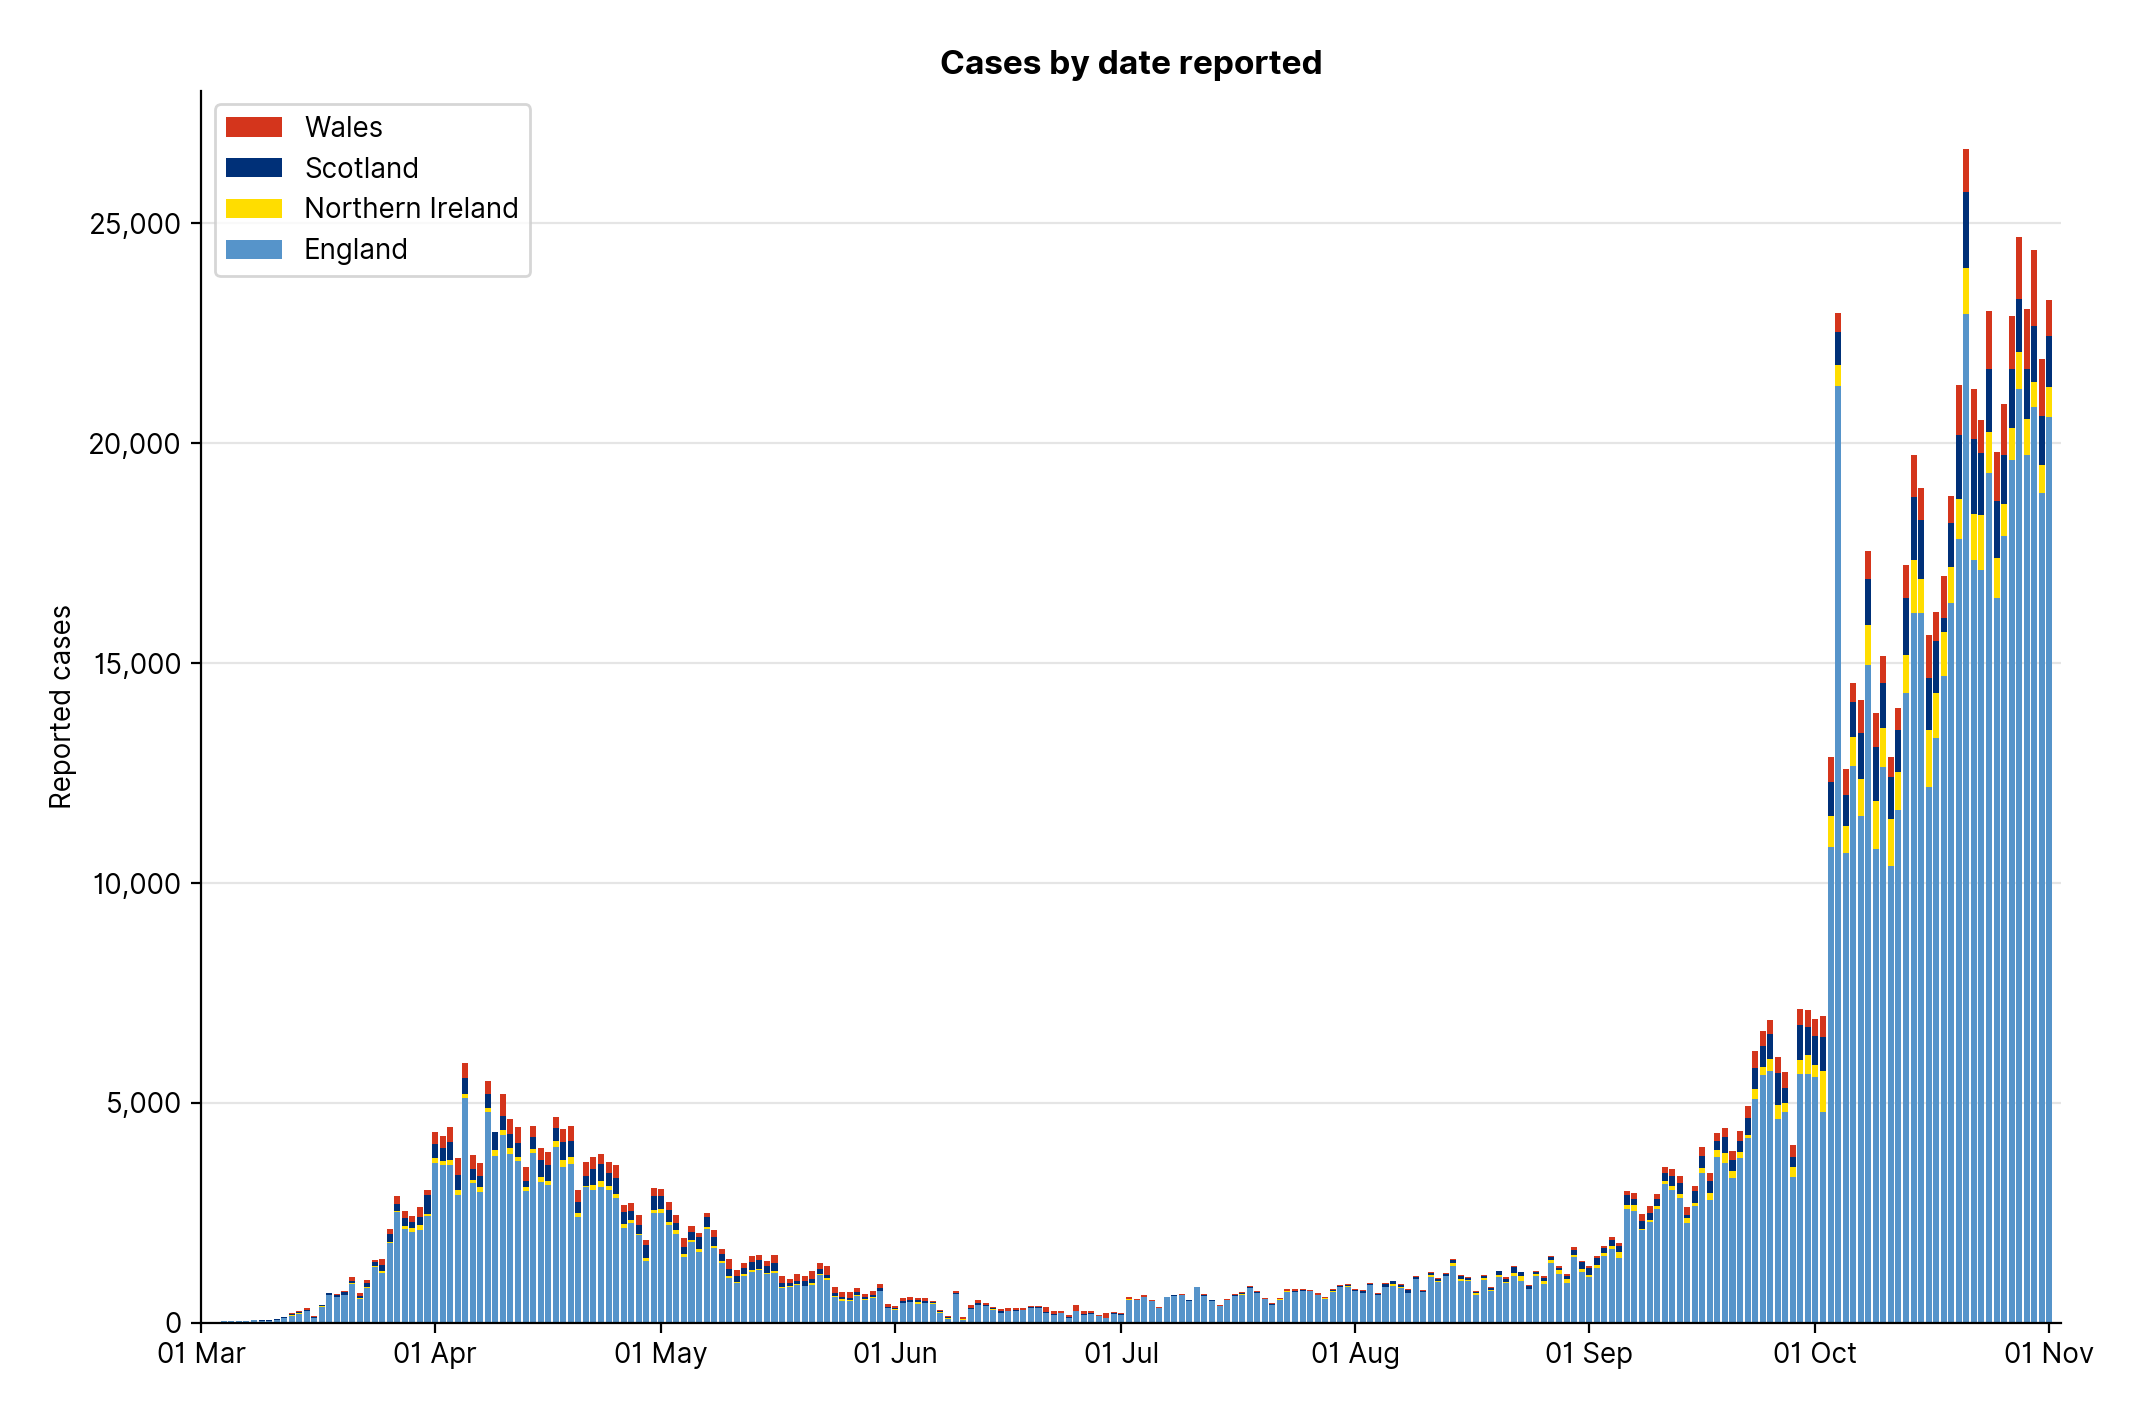 Cases by date reported
Wales
Scotland
Northern Ireland
England
Reported cases
25,000
20,000
15,000
10,000
5,000
0
01 Mar 01 Apr 01 May 01 Jun 01 Jul 01 Aug 01 Sep 01 Oct 01 Nov